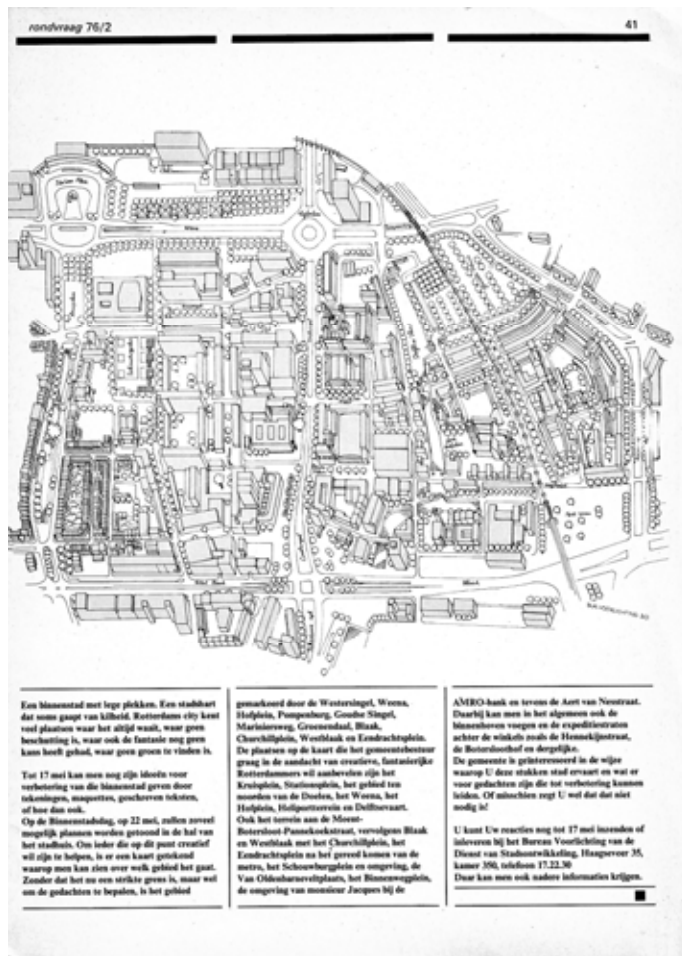 rondvraag 76/2
41
Weena
Hofplein
West Blaak
Blaak
Een binnenstad met lege plekken. Een stadshart
dat soms gaapt van kilheid. Rotterdams city kent
veel plaatsen waar het altijd waait, waar geen
beschutting is, waar ook de fantasie nog geen
kans heeft gehad, waar geen groen te vinden is.
Tot 17 mei kan men nog zijn ideeën voor
verbetering van die binnenstad geven door
tekeningen, maquettes, geschreven teksten,
of hoe dan ook.
Op de Binnenstadsdag, op 22 mei, zullen zoveel
mogelijk plannen worden getoond in de hal van
het stadhuis. Om ieder die op dit punt creatief
wil zijn te helpen, is er een kaart getekend
waarop men kan zien over welk gebied het gaat.
Zonder dat het nu een strikte grens is, maar wel
om de gedachten te bepalen, is het gebied
gemarkeerd door de Westersingel, Weena,
Hofplein, Pompenburg, Goudse Singel,
Mariniersweg, Groenendaal, Blaak,
Churchillplein, Westblaak en Eendrachtsplein.
De plaatsen op de kaart die het gemeentebestuur
graag in de aandacht van creatieve, fantasierijke
Rotterdammers wil aanbevelen zijn het
Kruisplein, Stationsplein, het gebied ten
noorden van de Doelen, het Weena, het
Hofplein, Heliportterrein en Delftsevaart.
Ook het terrein aan de Moent-
Botersloot-Pannekoekstraat, vervolgens Blaak
en Westblaak met het Churchillplein, het
Eendrachtsplein na het gereed komen van de
metro, het Schouwburgplein en omgeving, de
Van Oldenbarneveltplaats, het Binnenwegplein,
de omgeving van monsieur Jacques bij de
AMRO-bank en tevens de Aert van Nesstraat.
Daarbij kan men in het algemeen ook de
binnenhoven voegen en de expeditiestraten
achter de winkels zoals de Hennekijnstraat,
de Botersloothof en dergelijke.
De gemeente is geïnteresseerd in de wijze
waarop U deze stukken stad ervaart en wat er
voor gedachten zijn die tot verbetering kunnen
leiden. Of misschien zegt U wel dat dat niet
nodig is!
U kunt Uw reacties nog tot 17 mei inzenden of
inleveren bij het Bureau Voorlichting van de
Dienst van Stadsontwikkeling, Haagseveer 35,
kamer 350, telefoon 17.22.30
Daar kan men ook nadere informaties krijgen.